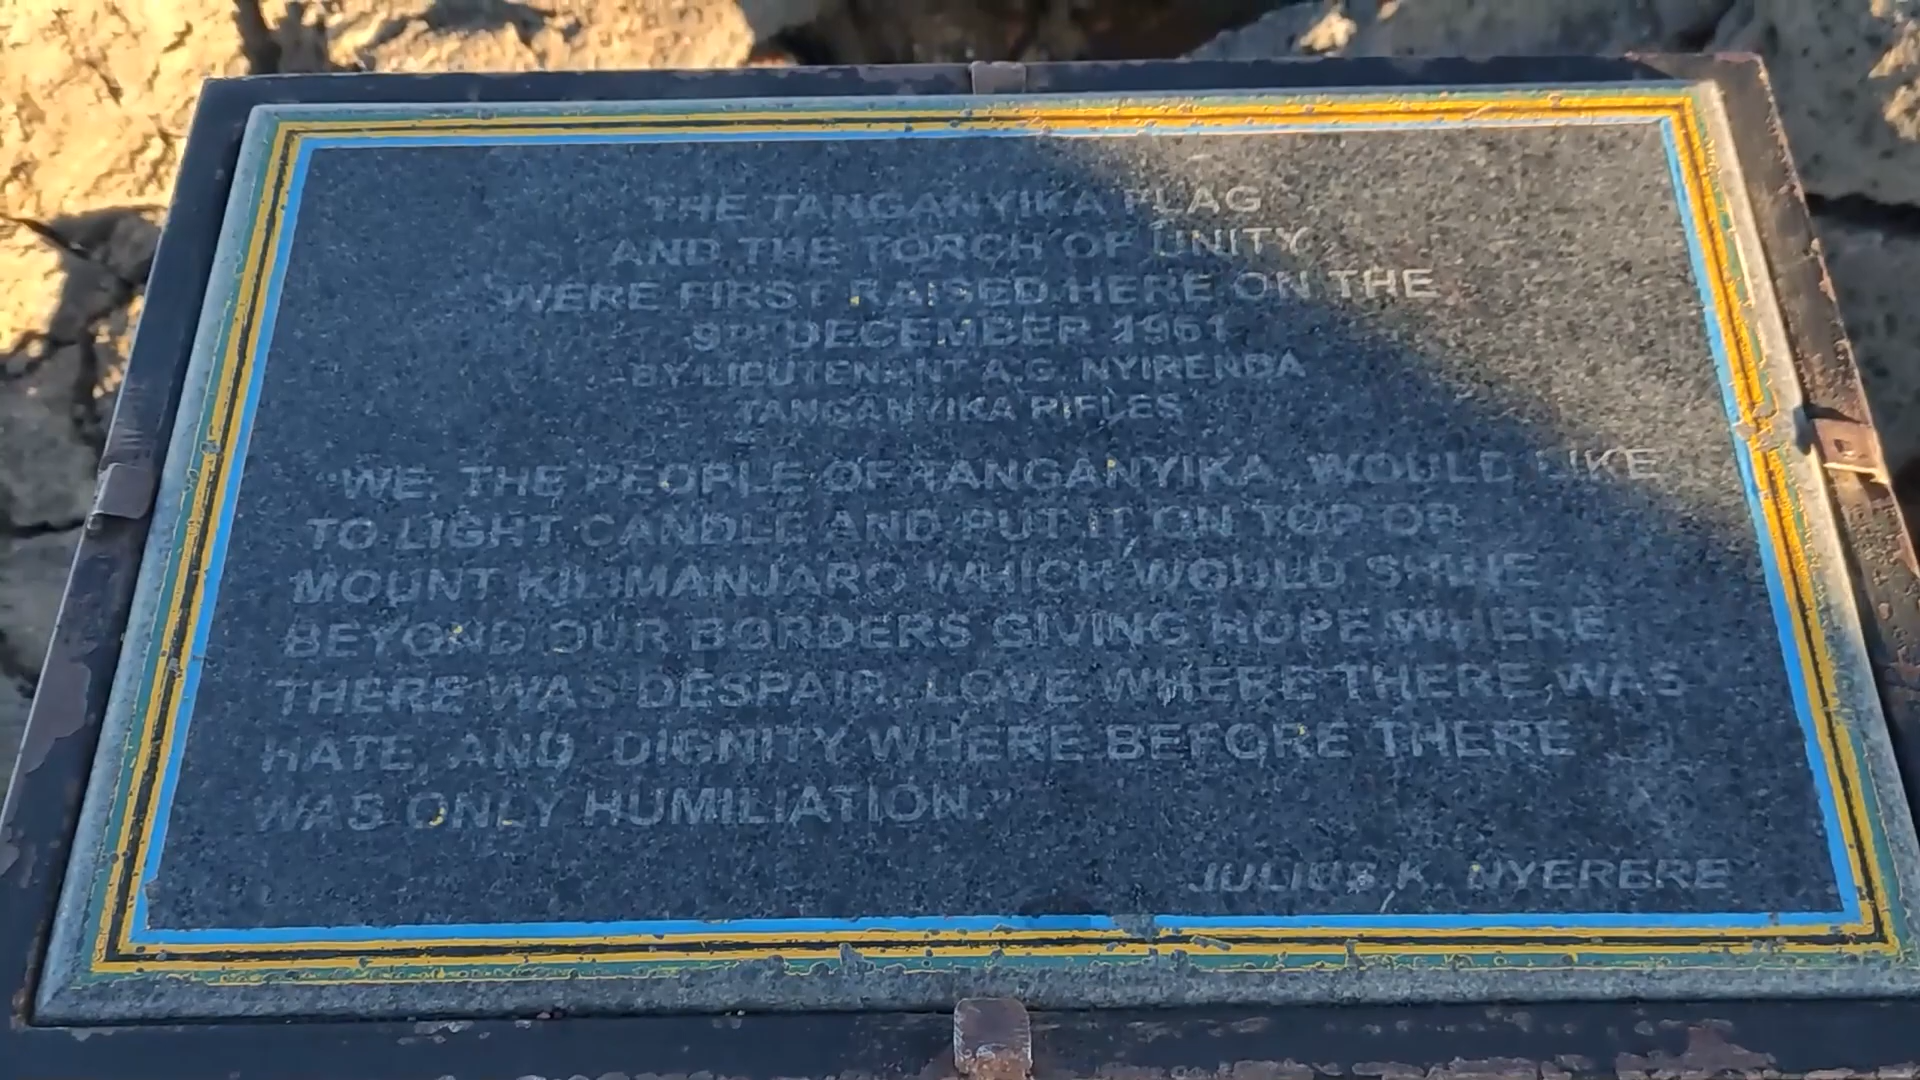 THE TANGANYIKA FLAG
AND THE TORCH OF UNITY
WERE FIRST RAISED HERE ON THE
9TH DECEMBER 1961
BY LIEUTENANT A.G. NYIRENDA
TANGANYIKA RIFLES
"WE, THE PEOPLE OF TANGANYIKA, WOULD LIKE
TO LIGHT CANDLE AND PUT IT ON TOP OF
MOUNT KILIMANJARO WHICH WOULD SHINE
BEYOND OUR BORDERS GIVING HOPE WHERE
THERE WAS DESPAIR, LOVE WHERE THERE WAS
HATE, AND DIGNITY WHERE BEFORE THERE
WAS ONLY HUMILIATION."
JULIUS K. NYERERE